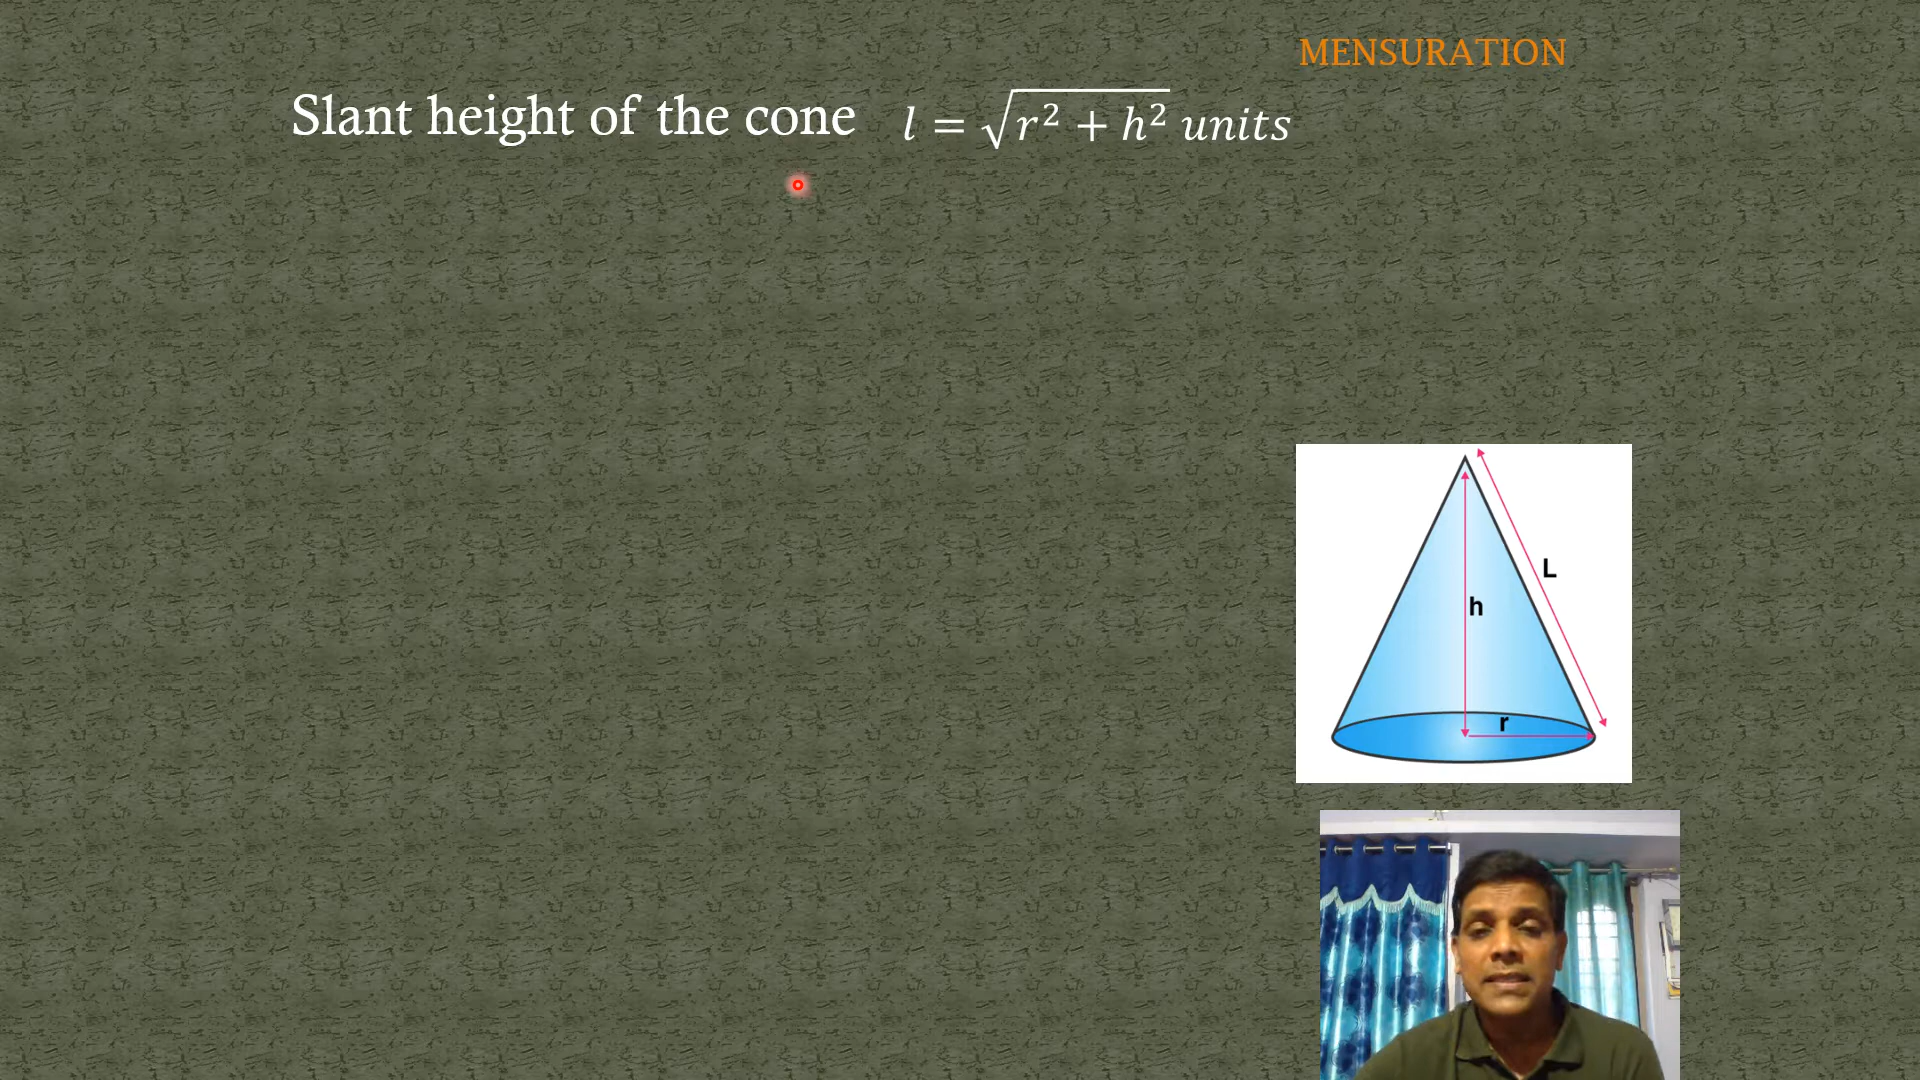 MENSURATION
Slant height of the cone l = √(r² + h²) units
L
h
r